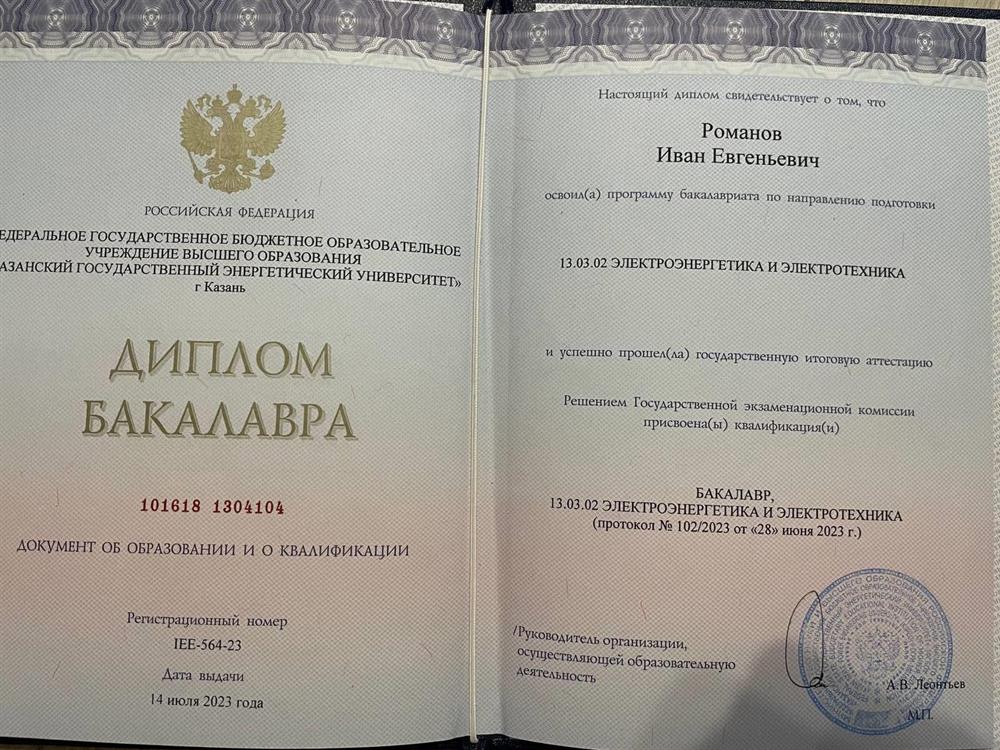 РОССИЙСКАЯ ФЕДЕРАЦИЯ
ЕДЕРАЛЬНОЕ ГОСУДАРСТВЕННОЕ БЮДЖЕТНОЕ ОБРАЗОВАТЕЛЬНОЕ
УЧРЕЖДЕНИЕ ВЫСШЕГО ОБРАЗОВАНИЯ
АЗАНСКИЙ ГОСУДАРСТВЕННЫЙ ЭНЕРГЕТИЧЕСКИЙ УНИВЕРСИТЕТ»
г Казань
ДИПЛОМ
БАКАЛАВРА
101618 1304104
ДОКУМЕНТ ОБ ОБРАЗОВАНИИ И О КВАЛИФИКАЦИИ
Регистрационный номер
IEE-564-23
Дата выдачи
14 июля 2023 года
Настоящий диплом свидетельствует о том, что
Романов
Иван Евгеньевич
освоил(а) программу бакалавриата по направлению подготовки
13.03.02 ЭЛЕКТРОЭНЕРГЕТИКА И ЭЛЕКТРОТЕХНИКА
и успешно прошел(ла) государственную итоговую аттестацию
Решением Государственной экзаменационной комиссии
присвоена(ы) квалификация(и)
БАКАЛАВР,
13.03.02 ЭЛЕКТРОЭНЕРГЕТИКА И ЭЛЕКТРОТЕХНИКА
(протокол № 102/2023 от «28» июня 2023 г.)
/Руководитель организации,
осуществляющей образовательную
деятельность
А.В. Леонтьев
М.П.